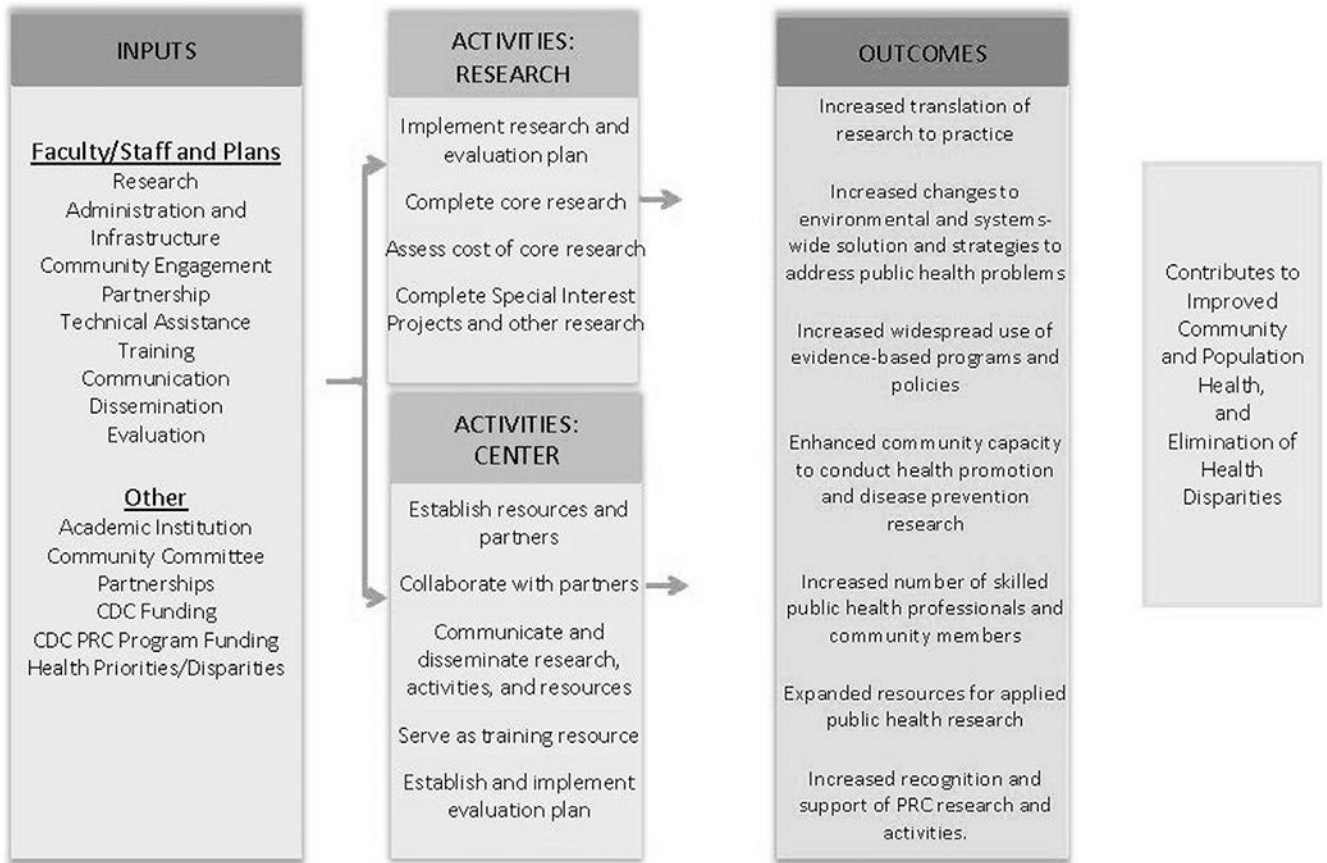 INPUTS
Faculty/Staff and Plans
Research
Administration and
Infrastructure
Community Engagement
Partnership
Technical Assistance
Training
Communication
Dissemination
Evaluation
Other
Academic Institution
Community Committee
Partnerships
CDC Funding
CDC PRC Program Funding
Health Priorities/Disparities
ACTIVITIES:
RESEARCH
Implement research and
evaluation plan
Complete core research
Assess cost of core research
Complete Special Interest
Projects and other research
ACTIVITIES:
CENTER
Establish resources and
partners
Collaborate with partners
Communicate and
disseminate research,
activities, and resources
Serve as training resource
Establish and implement
evaluation plan
OUTCOMES
Increased translation of
research to practice
Increased changes to
environmental and systems-
wide solution and strategies to
address public health problems
Increased widespread use of
evidence-based programs and
policies
Enhanced community capacity
to conduct health promotion
and disease prevention
research
Increased number of skilled
public health professionals and
community members
Expanded resources for applied
public health research
Increased recognition and
support of PRC research and
activities.
Contributes to
Improved
Community
and Population
Health,
and
Elimination of
Health
Disparities